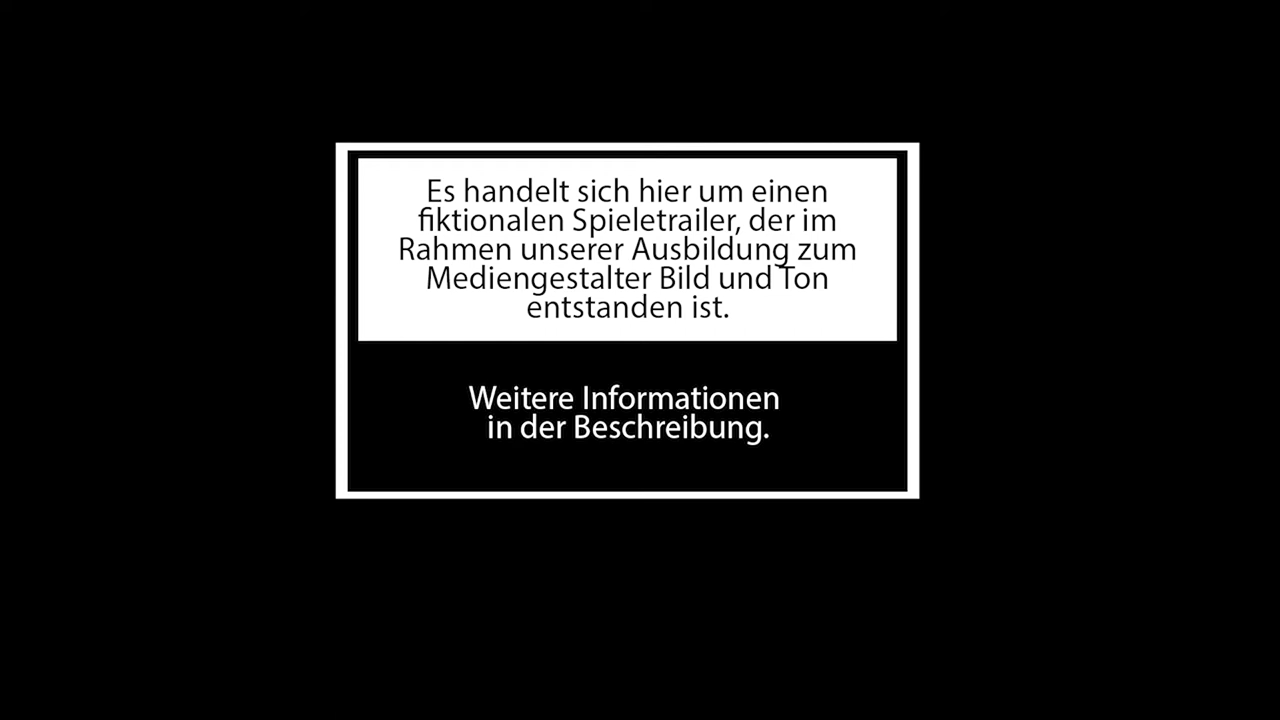 Es handelt sich hier um einen
fiktionalen Spieletrailer, der im
Rahmen unserer Ausbildung zum
Mediengestalter Bild und Ton
entstanden ist.
Weitere Informationen
in der Beschreibung.